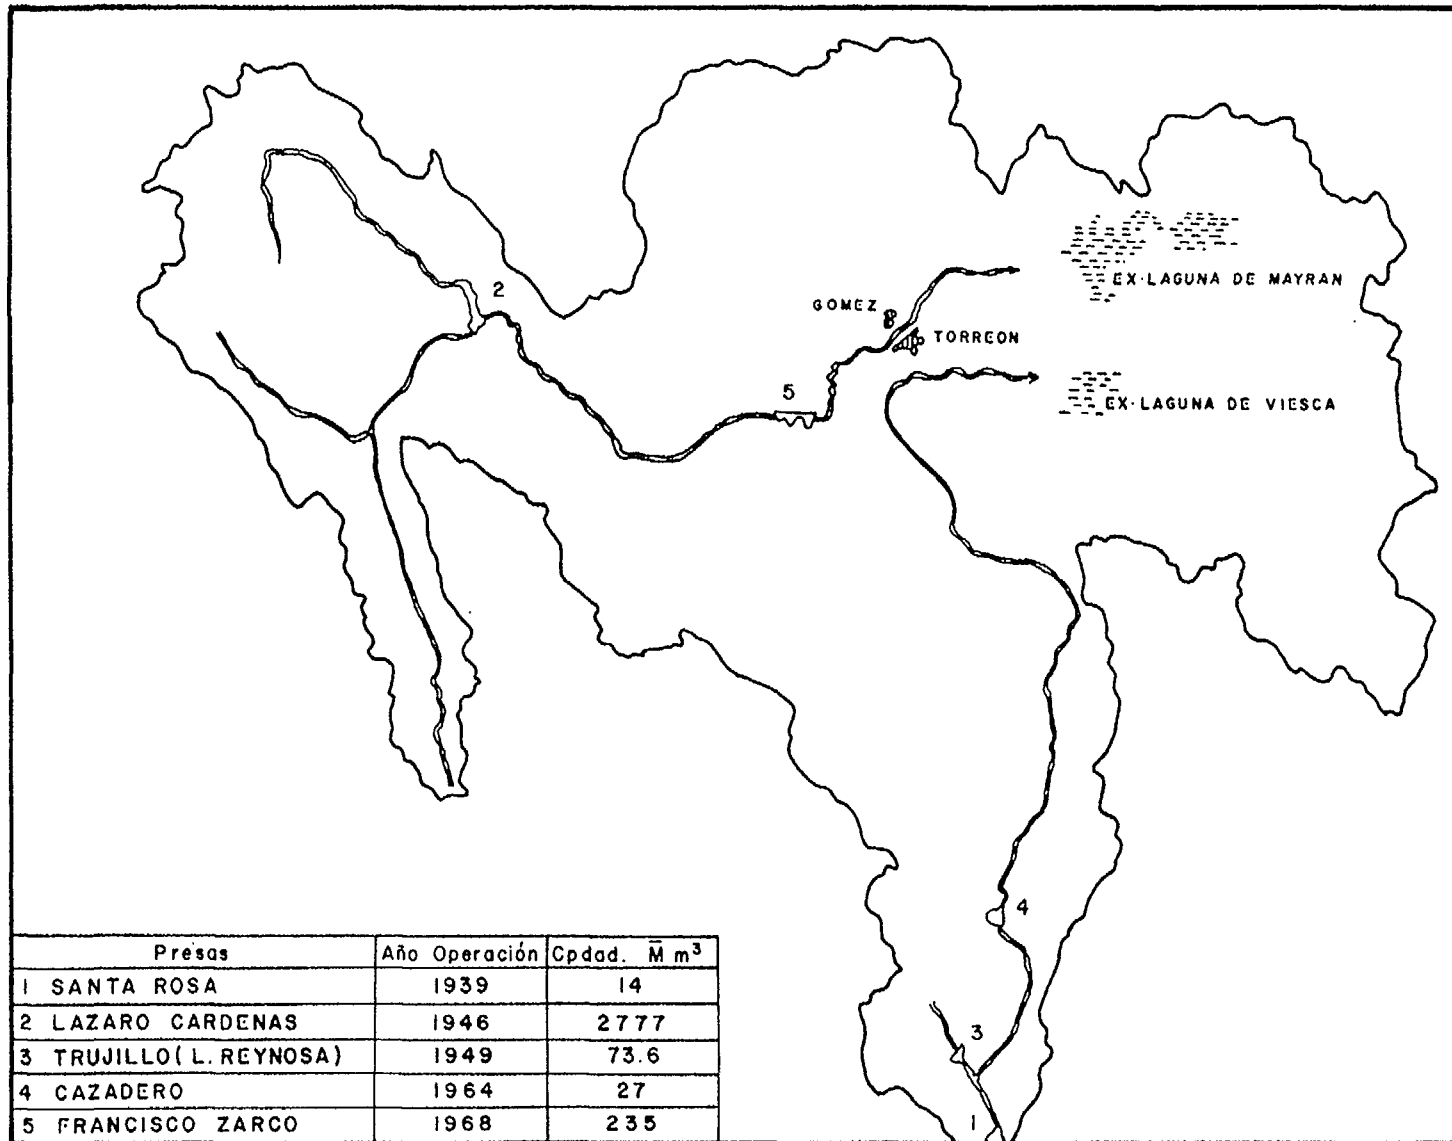 2
EX-LAGUNA DE MAYRAN
GOMEZ
TORREON
5
EX-LAGUNA DE VIESCA
4
3
1
Presas Año Operación Cpdad. M̄ m³
1 SANTA ROSA 1939 14
2 LAZARO CARDENAS 1946 2777
3 TRUJILLO (L. REYNOSA) 1949 73.6
4 CAZADERO 1964 27
5 FRANCISCO ZARCO 1968 235